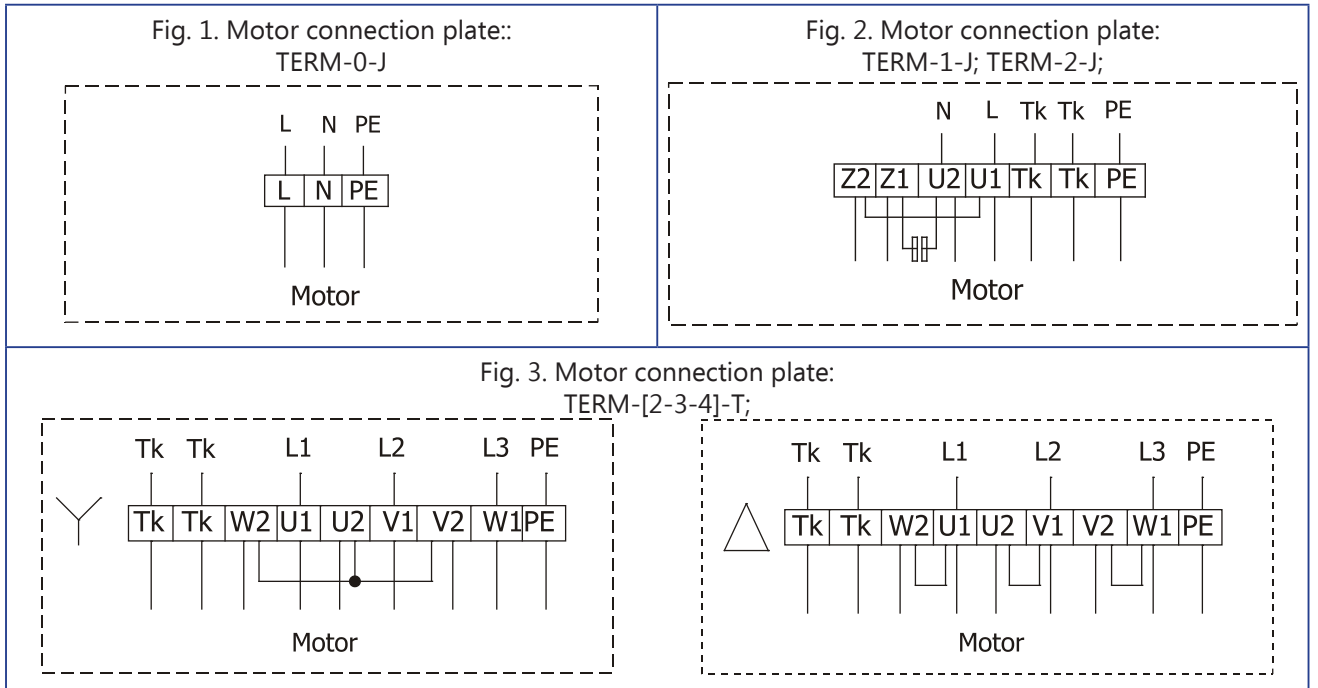 Fig. 1. Motor connection plate::
TERM-0-J
L N PE
L N PE
Motor
Fig. 2. Motor connection plate:
TERM-1-J; TERM-2-J;
N L Tk Tk PE
Z2 Z1 U2 U1 Tk Tk PE
Motor
Fig. 3. Motor connection plate:
TERM-[2-3-4]-T;
Tk Tk L1 L2 L3 PE
Tk Tk W2 U1 U2 V1 V2 W1 PE
Motor
Tk Tk L1 L2 L3 PE
Tk Tk W2 U1 U2 V1 V2 W1 PE
Motor